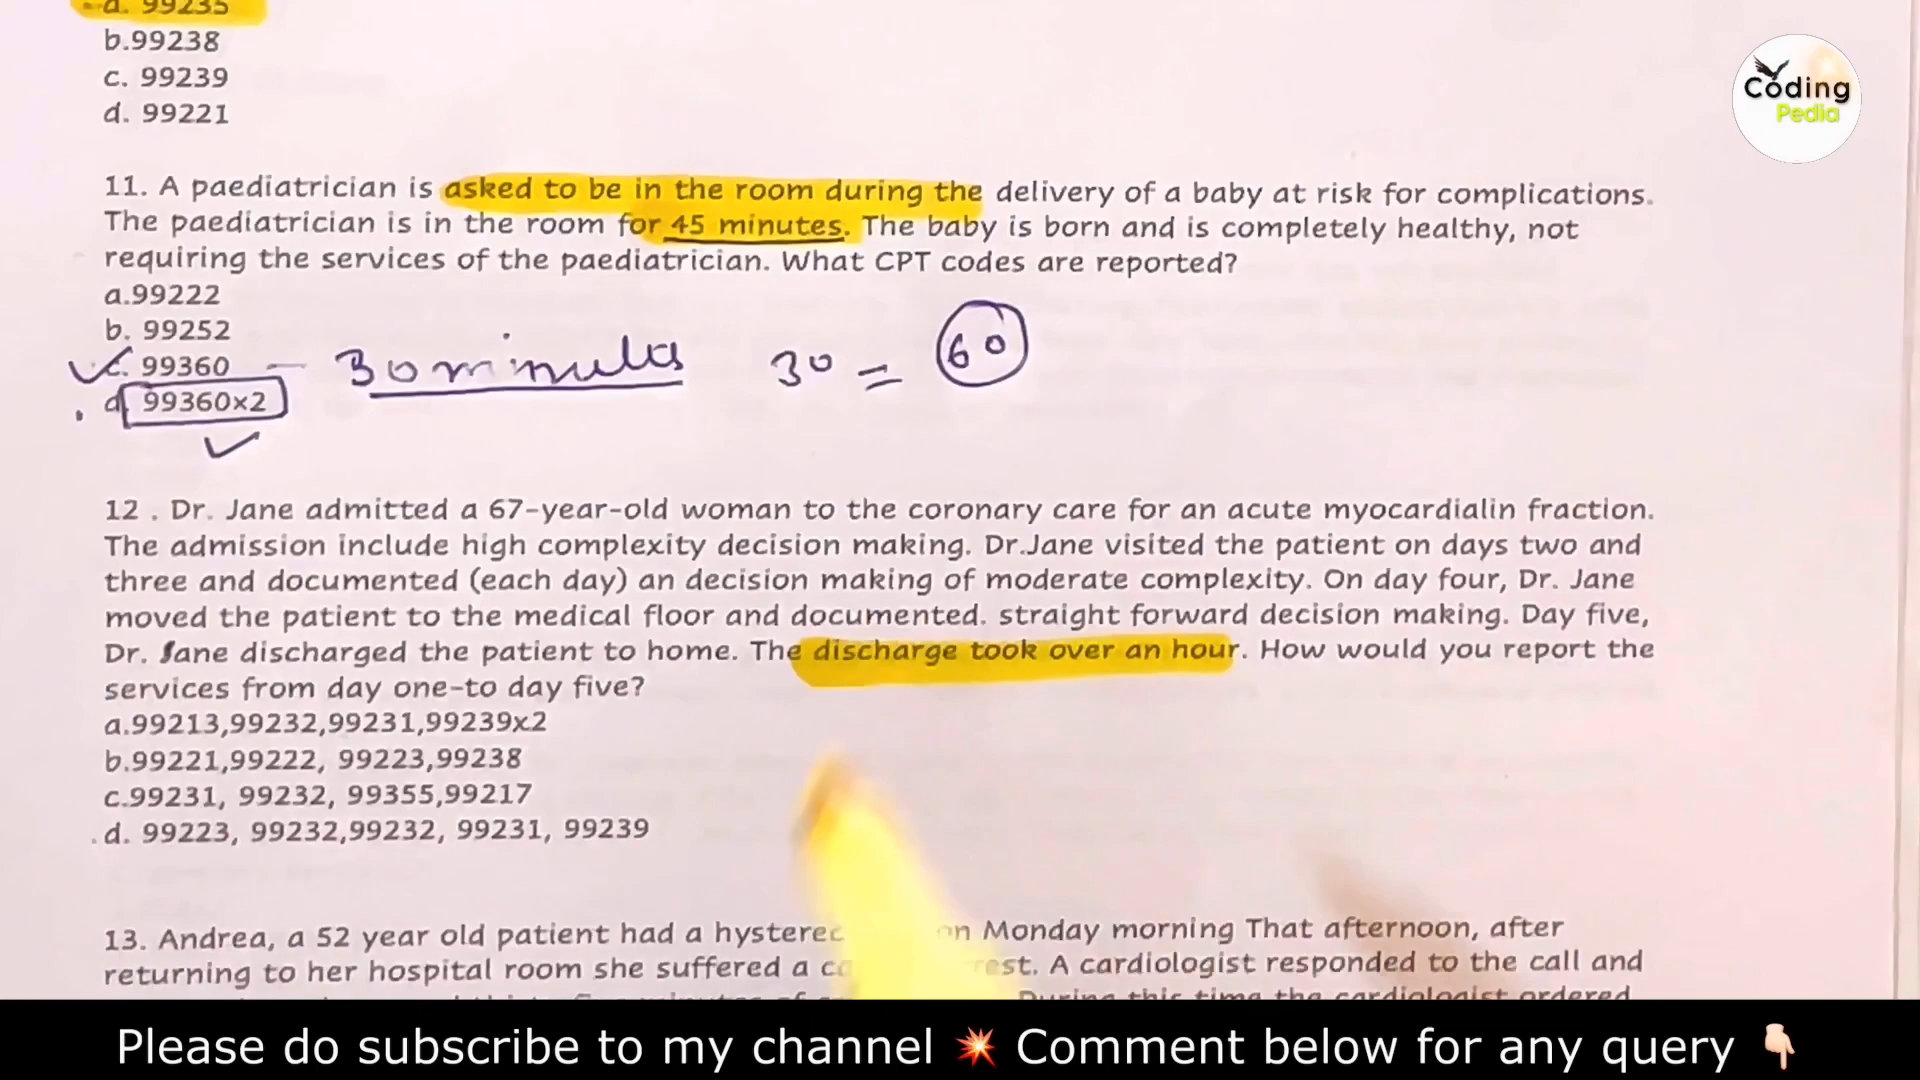 a. 99235
b.99238
c. 99239
d. 99221
Coding
Pedia
11. A paediatrician is asked to be in the room during the delivery of a baby at risk for complications.
The paediatrician is in the room for 45 minutes. The baby is born and is completely healthy, not
requiring the services of the paediatrician. What CPT codes are reported?
a.99222
b. 99252
c. 99360 - 30 minutes 30 = 60
d. 99360x2
12 . Dr. Jane admitted a 67-year-old woman to the coronary care for an acute myocardialin fraction.
The admission include high complexity decision making. Dr.Jane visited the patient on days two and
three and documented (each day) an decision making of moderate complexity. On day four, Dr. Jane
moved the patient to the medical floor and documented. straight forward decision making. Day five,
Dr. Jane discharged the patient to home. The discharge took over an hour. How would you report the
services from day one-to day five?
a.99213,99232,99231,99239x2
b.99221,99222, 99223,99238
c.99231, 99232, 99355,99217
d. 99223, 99232,99232, 99231, 99239
13. Andrea, a 52 year old patient had a on Monday morning That afternoon, after
returning to her hospital room she suffered a A cardiologist responded to the call and
During this time the cardiologist ordered
Please do subscribe to my channel 💥 Comment below for any query 👇🏻